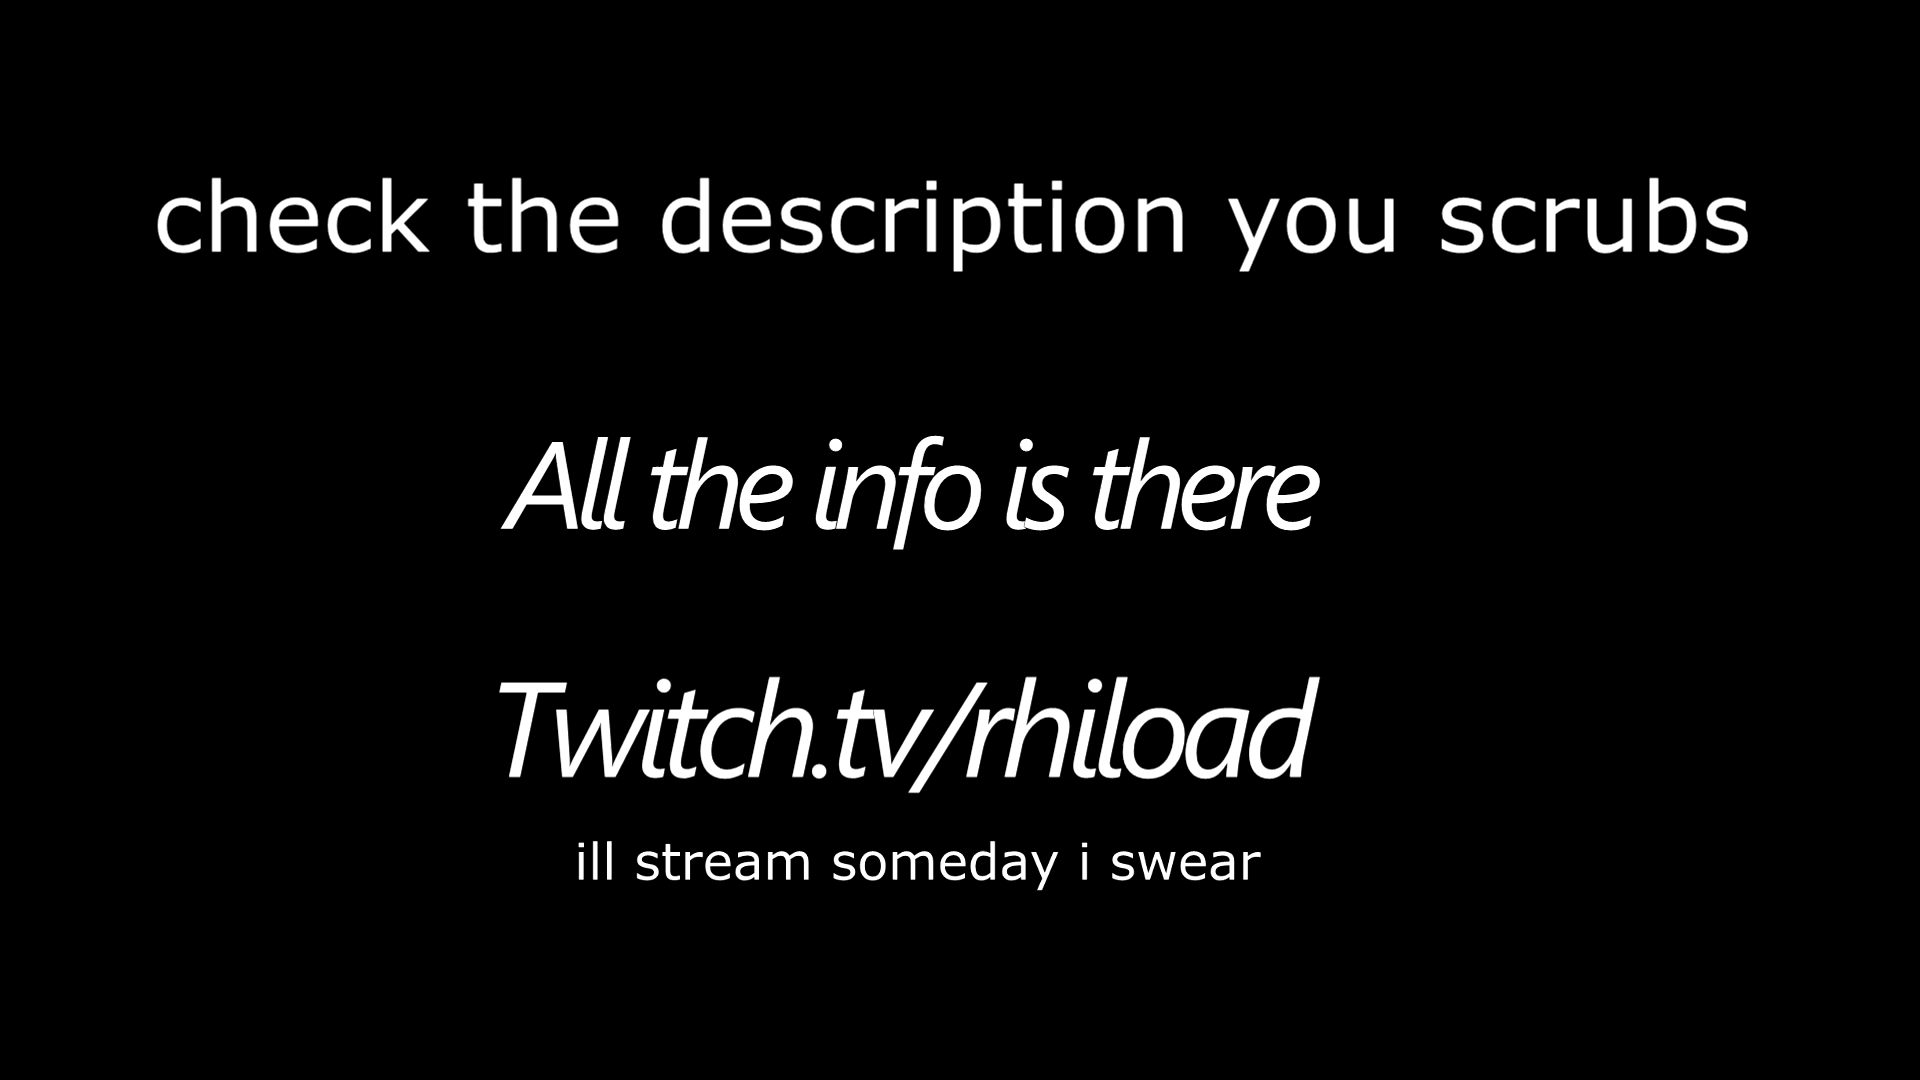 check the description you scrubs
All the info is there
Twitch.tv/rhiload
ill stream someday i swear